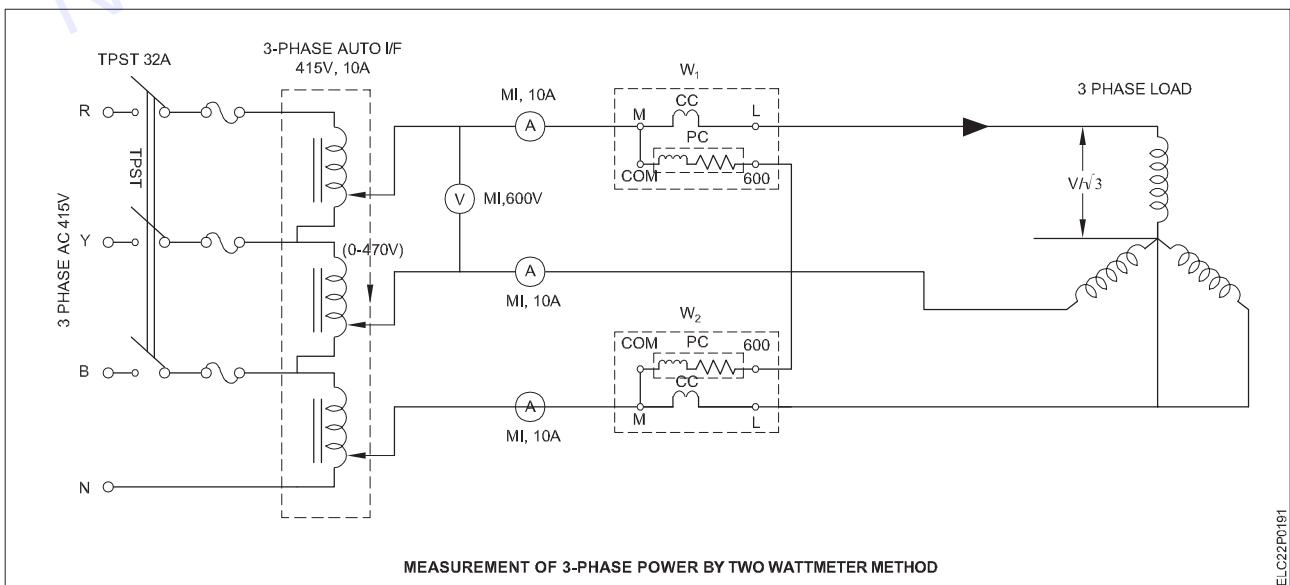 TPST 32A
3-PHASE AUTO I/F
415V, 10A
3 PHASE AC 415V
R
Y
B
N
TPST
(0-470V)
MI, 10A
A
V
MI,600V
A
MI, 10A
A
MI, 10A
W1
M
CC
L
PC
COM
600
W2
COM
PC
600
CC
M
L
3 PHASE LOAD
V/√3
MEASUREMENT OF 3-PHASE POWER BY TWO WATTMETER METHOD
ELC22P0191